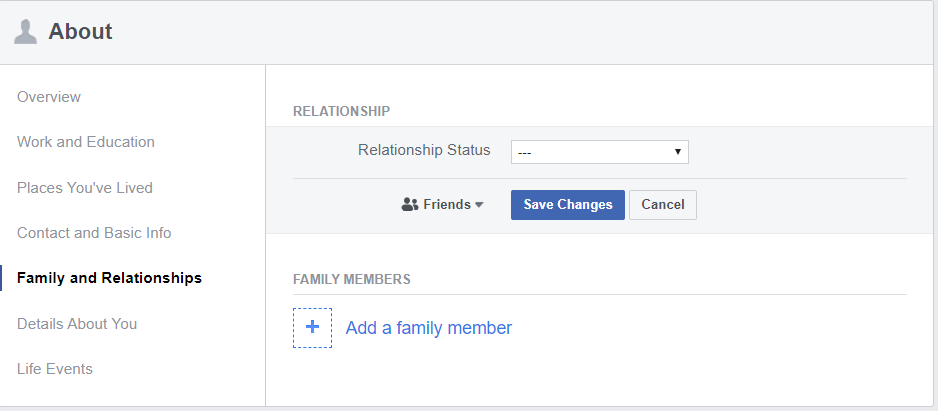 About
Overview
Work and Education
Places You've Lived
Contact and Basic Info
Family and Relationships
Details About You
Life Events
RELATIONSHIP
Relationship Status ---
Friends Save Changes Cancel
FAMILY MEMBERS
+ Add a family member